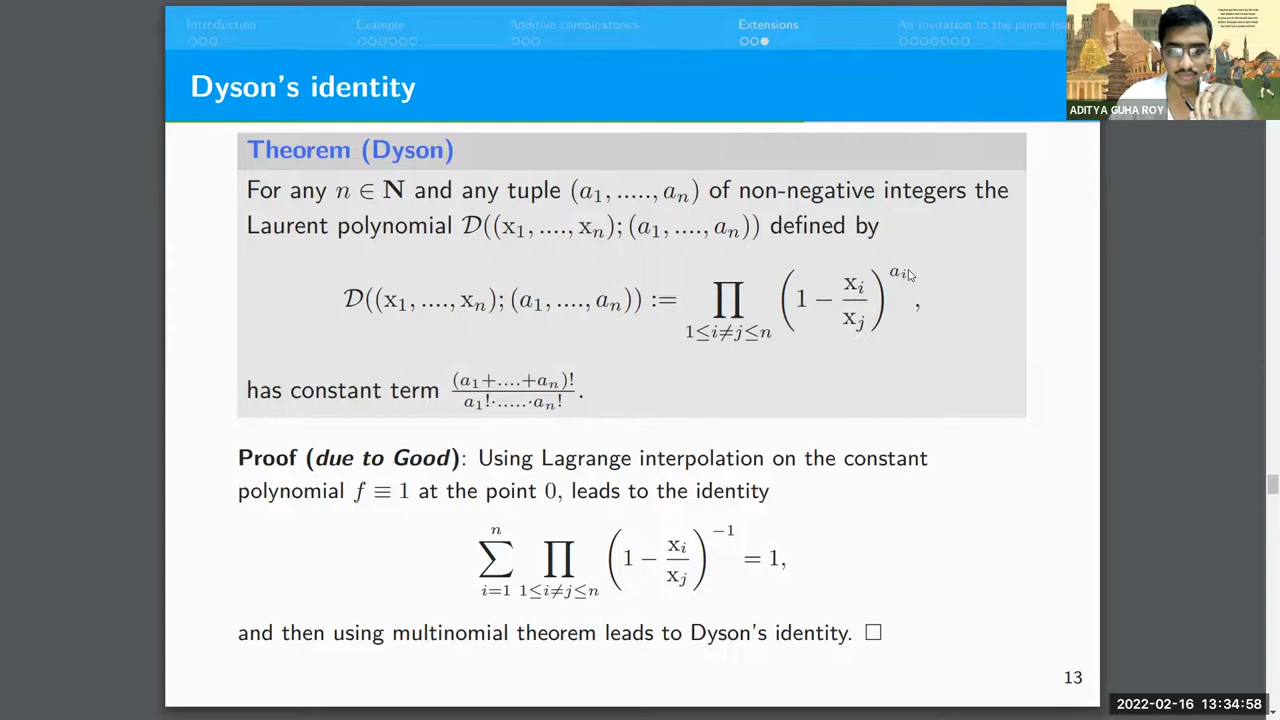 Introduction Example Additive combinatorics Extensions An invitation to the prime
Dyson's identity
Theorem (Dyson)
For any n ∈ N and any tuple (a₁, ....., aₙ) of non-negative integers the
Laurent polynomial 𝒟((x₁, ...., xₙ); (a₁, ...., aₙ)) defined by
𝒟((x₁, ...., xₙ); (a₁, ...., aₙ)) := ∏_{1≤i≠j≤n} (1 − xᵢ/xⱼ)^{aᵢ},
has constant term (a₁+....+aₙ)!/(a₁!·.....·aₙ!).
Proof (due to Good): Using Lagrange interpolation on the constant
polynomial f ≡ 1 at the point 0, leads to the identity
∑_{i=1}^{n} ∏_{1≤i≠j≤n} (1 − xᵢ/xⱼ)^{−1} = 1,
and then using multinomial theorem leads to Dyson's identity. □
13
ADITYA GUHA ROY
2022-02-16 13:34:58